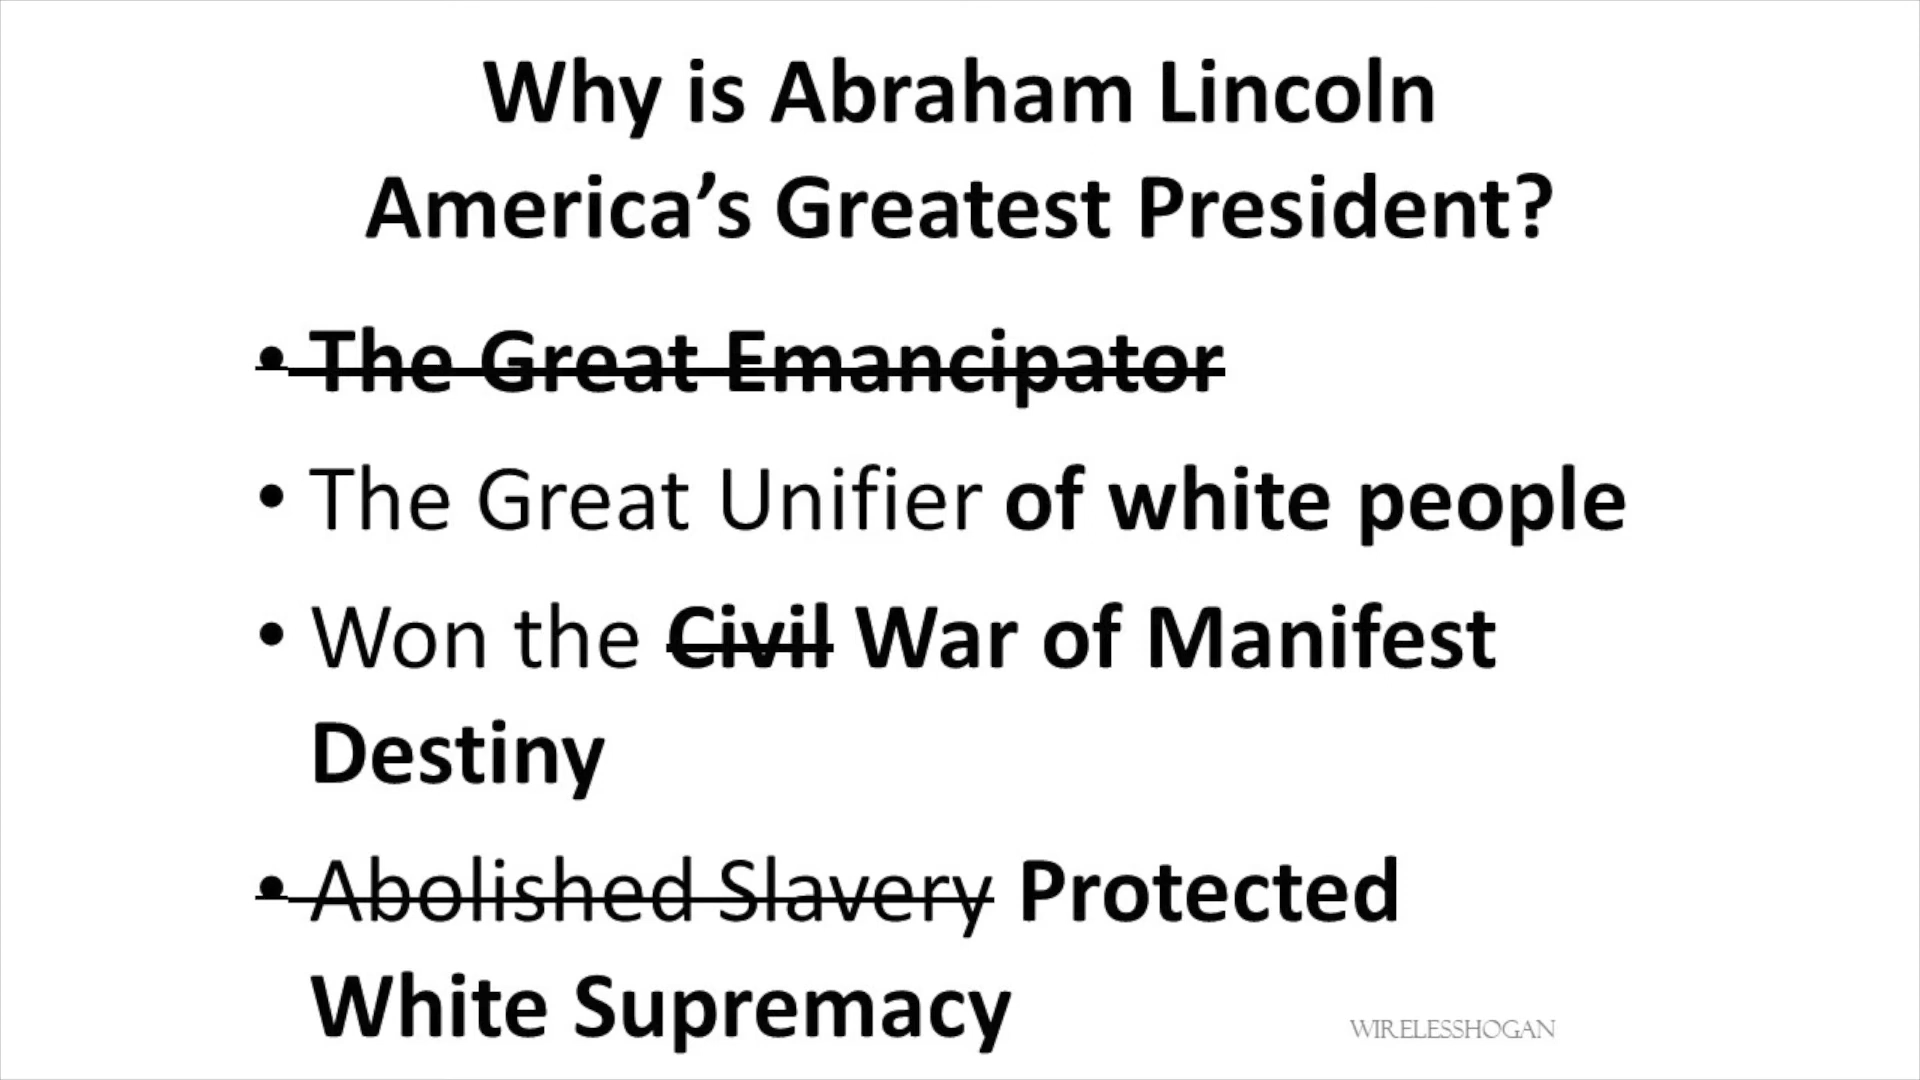 Why is Abraham Lincoln
America’s Greatest President?
• The Great Emancipator
• The Great Unifier of white people
• Won the Civil War of Manifest
Destiny
• Abolished Slavery Protected
White Supremacy
WIRELESSHOGAN